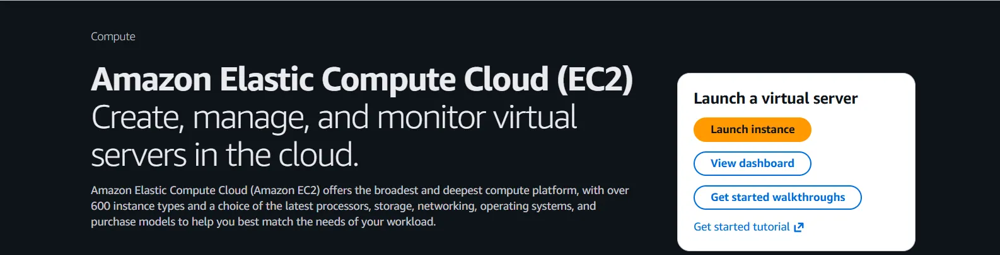 Compute
Amazon Elastic Compute Cloud (EC2)
Create, manage, and monitor virtual
servers in the cloud.
Amazon Elastic Compute Cloud (Amazon EC2) offers the broadest and deepest compute platform, with over
600 instance types and a choice of the latest processors, storage, networking, operating systems, and
purchase models to help you best match the needs of your workload.
Launch a virtual server
Launch instance
View dashboard
Get started walkthroughs
Get started tutorial